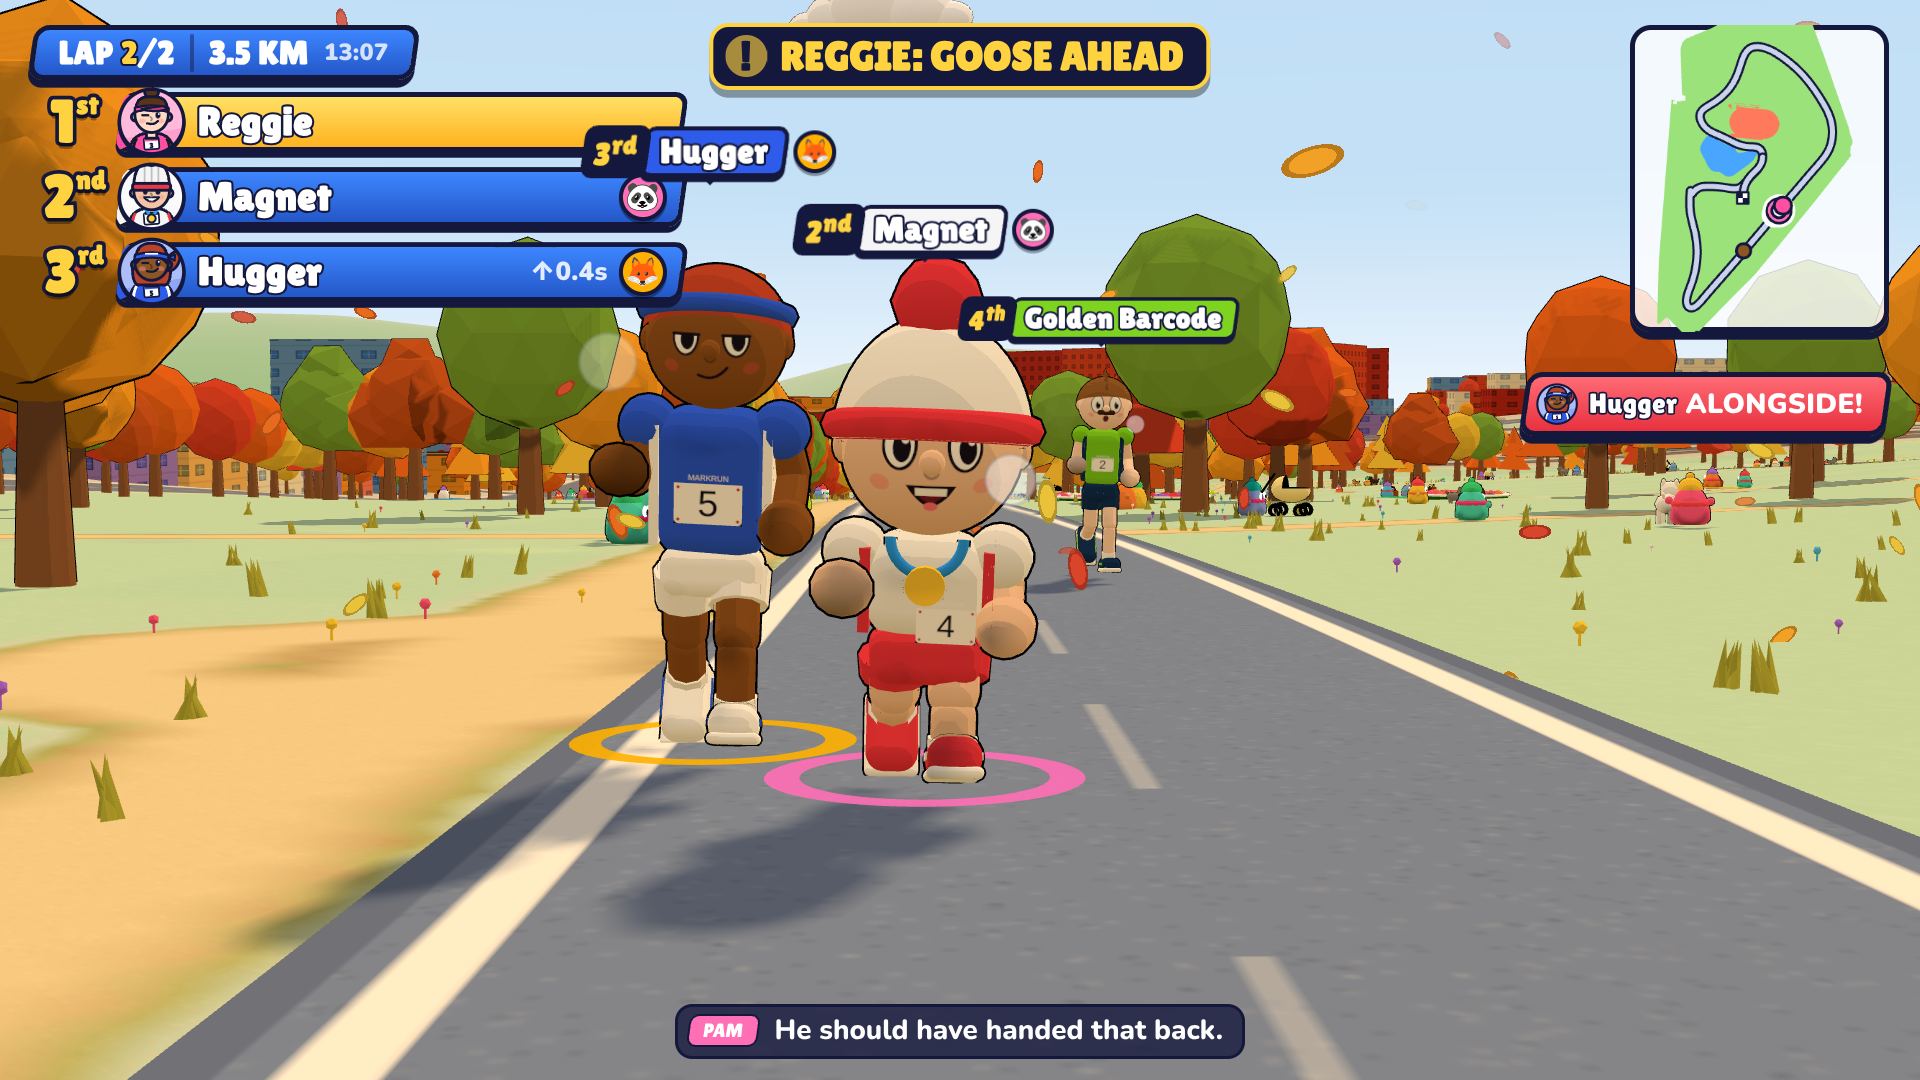 LAP 2/2 3.5 KM 13:07
! REGGIE: GOOSE AHEAD
1st Reggie
2nd Magnet
3rd Hugger ↑0.4s
3rd Hugger
2nd Magnet
4th Golden Barcode
Hugger ALONGSIDE!
MARKRUN
5
4
2
PAM He should have handed that back.